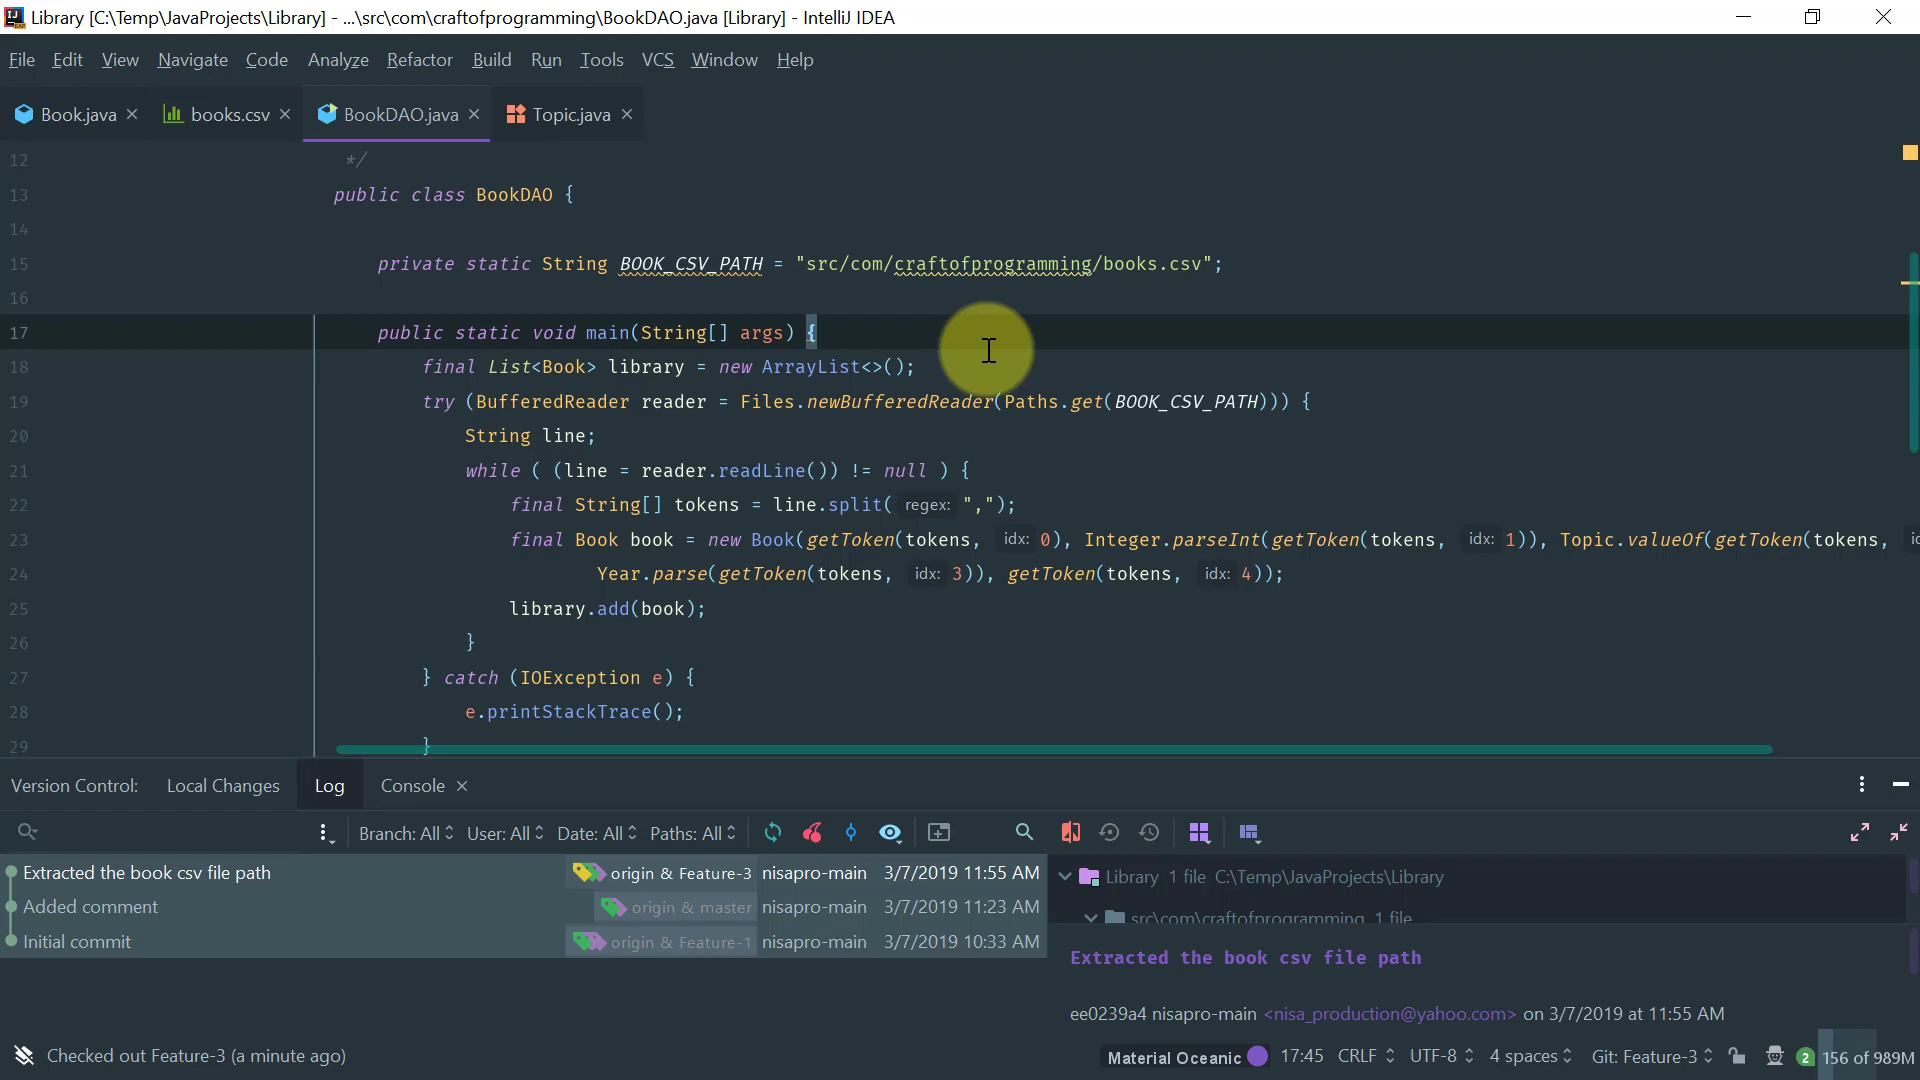 Library [C:\Temp\JavaProjects\Library] - ...\src\com\craftofprogramming\BookDAO.java [Library] - IntelliJ IDEA
File Edit View Navigate Code Analyze Refactor Build Run Tools VCS Window Help
Book.java books.csv BookDAO.java Topic.java
12 */
13 public class BookDAO {
14
15 private static String BOOK_CSV_PATH = "src/com/craftofprogramming/books.csv";
16
17 public static void main(String[] args) {
18 final List<Book> library = new ArrayList<>();
19 try (BufferedReader reader = Files.newBufferedReader(Paths.get(BOOK_CSV_PATH))) {
20 String line;
21 while ( (line = reader.readLine()) != null ) {
22 final String[] tokens = line.split( regex: ",");
23 final Book book = new Book(getToken(tokens, idx: 0), Integer.parseInt(getToken(tokens, idx: 1)), Topic.valueOf(getToken(tokens,
24 Year.parse(getToken(tokens, idx: 3)), getToken(tokens, idx: 4));
25 library.add(book);
26 }
27 } catch (IOException e) {
28 e.printStackTrace();
29 }
Version Control: Local Changes Log Console
Branch: All User: All Date: All Paths: All
Extracted the book csv file path origin & Feature-3 nisapro-main 3/7/2019 11:55 AM
Added comment origin & master nisapro-main 3/7/2019 11:23 AM
Initial commit origin & Feature-1 nisapro-main 3/7/2019 10:33 AM
Library 1 file C:\Temp\JavaProjects\Library
src\com\craftofprogramming 1 file
Extracted the book csv file path
ee0239a4 nisapro-main <nisa_production@yahoo.com> on 3/7/2019 at 11:55 AM
Checked out Feature-3 (a minute ago) Material Oceanic 17:45 CRLF UTF-8 4 spaces Git: Feature-3 2 156 of 989M